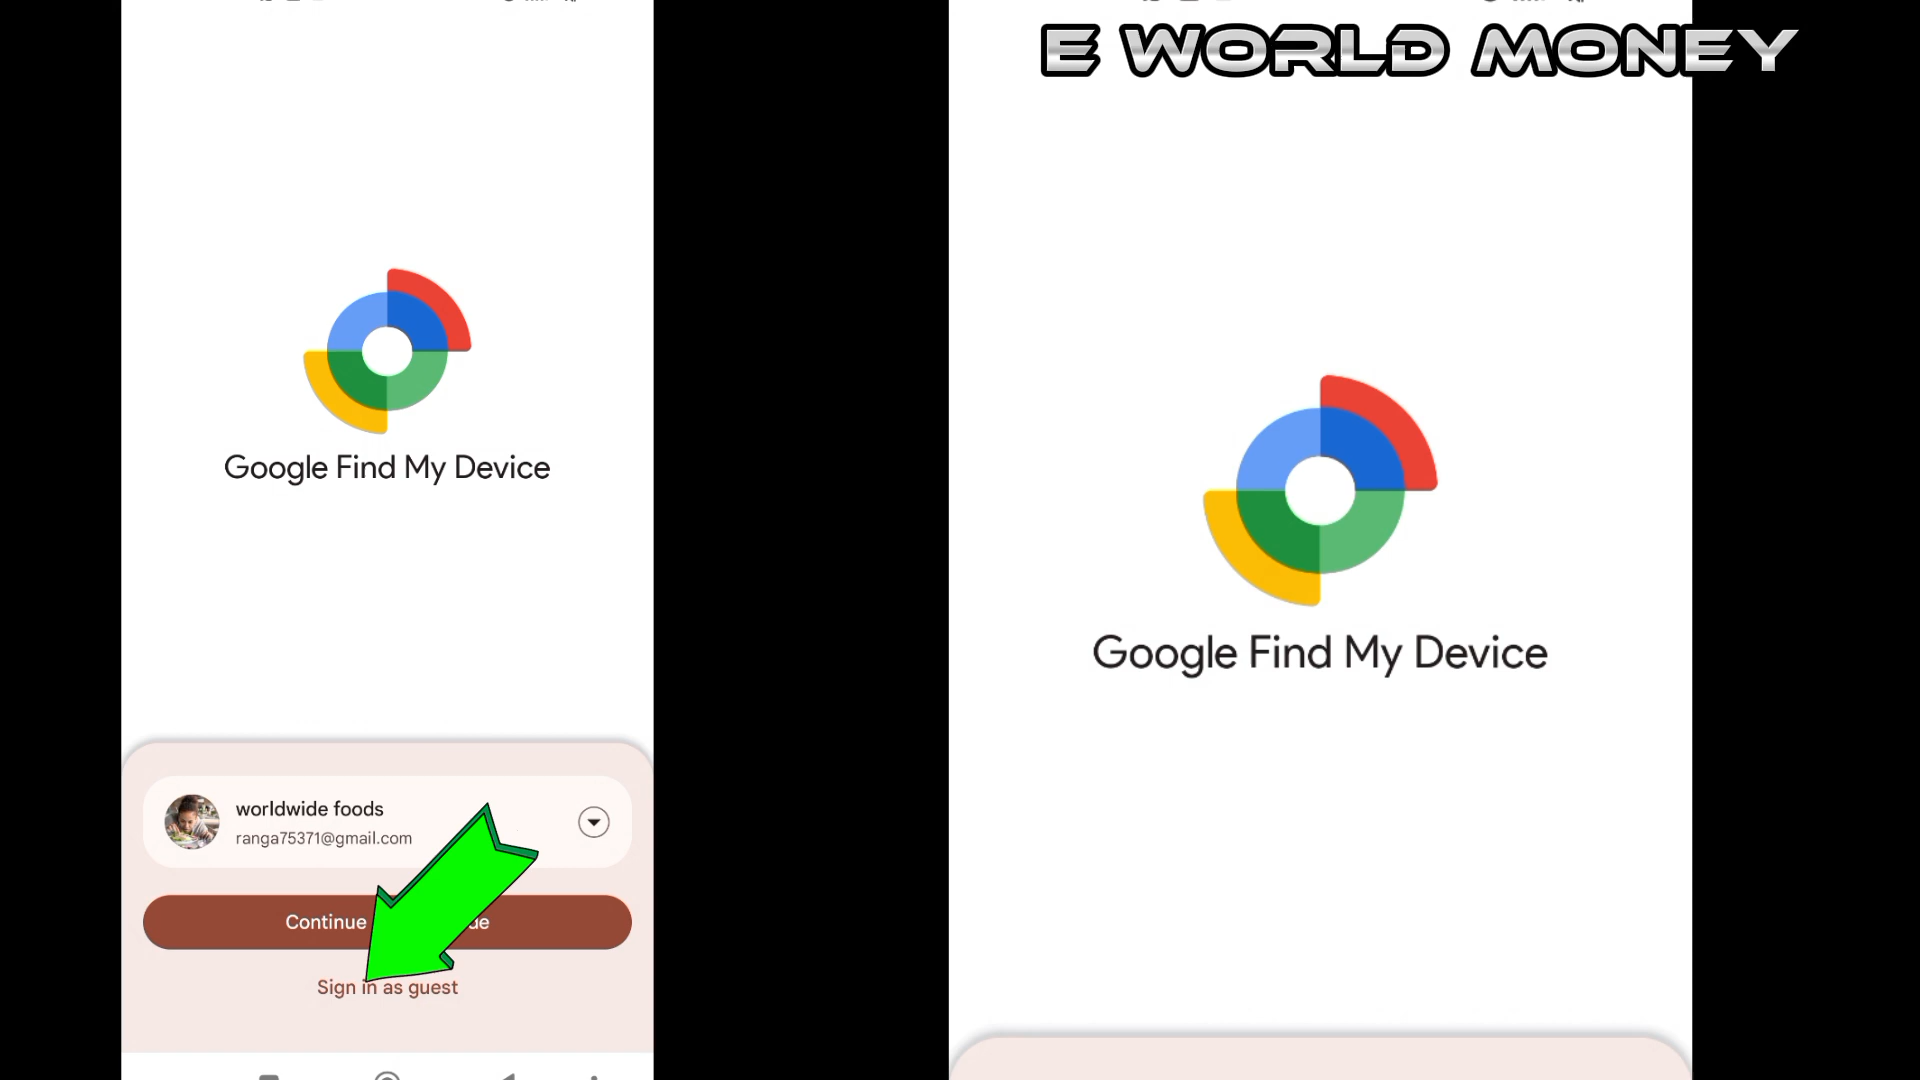 E WORLD MONEY
Google Find My Device
worldwide foods
ranga75371@gmail.com
Continue
Sign in as guest
Google Find My Device